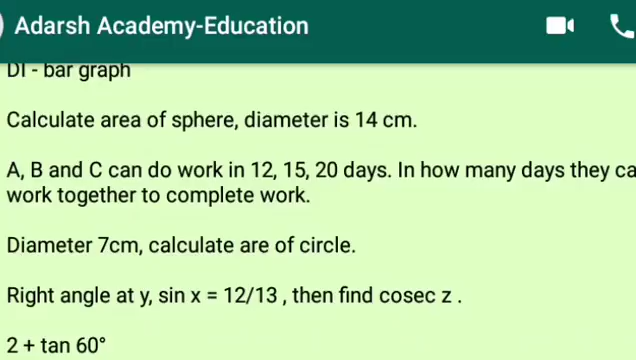 Adarsh Academy-Education
DI - bar graph
Calculate area of sphere, diameter is 14 cm.
A, B and C can do work in 12, 15, 20 days. In how many days they ca
work together to complete work.
Diameter 7cm, calculate are of circle.
Right angle at y, sin x = 12/13 , then find cosec z .
2 + tan 60°